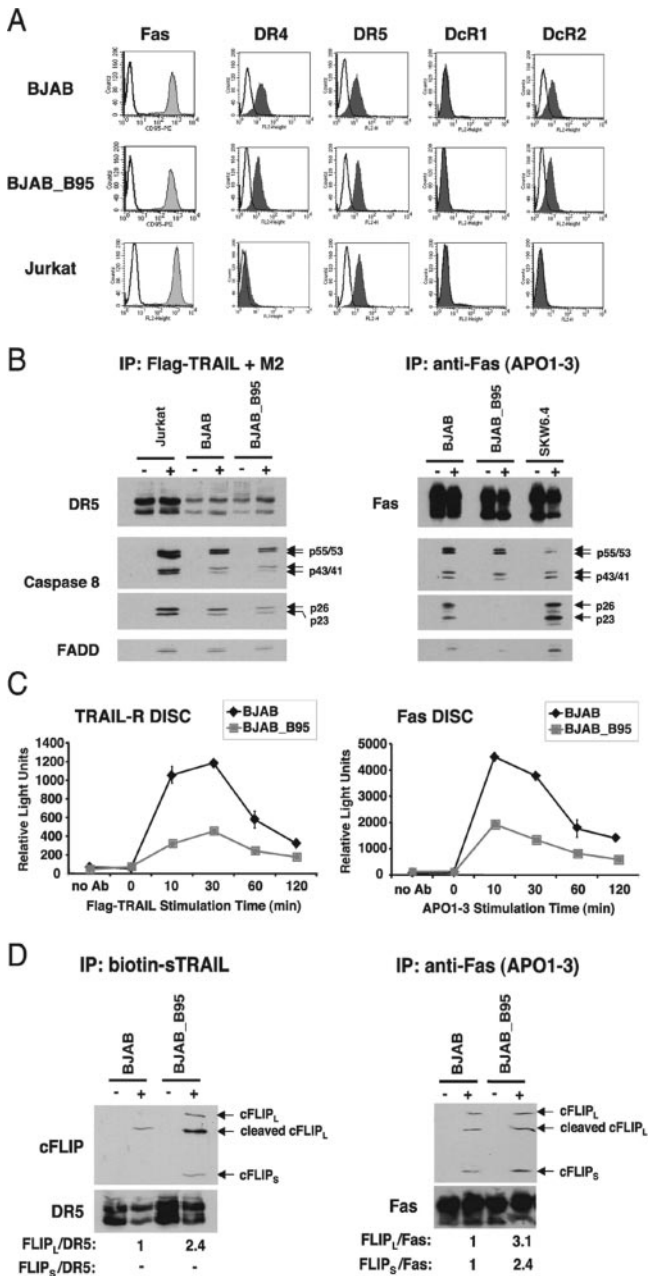 A
Fas DR4 DR5 DcR1 DcR2
BJAB
BJAB_B95
Jurkat
Counts
CD95-PE
FL2-Height
FL2-H
B
IP: Flag-TRAIL + M2
Jurkat BJAB BJAB_B95
- + - + - +
DR5
Caspase 8
p55/53
p43/41
p26
p23
FADD
IP: anti-Fas (APO1-3)
BJAB BJAB_B95 SKW6.4
- + - + - +
Fas
p55/53
p43/41
p26
p23
C
TRAIL-R DISC
BJAB
BJAB_B95
Relative Light Units
1400
1200
1000
800
600
400
200
0
no Ab 0 10 30 60 120
Flag-TRAIL Stimulation Time (min)
Fas DISC
BJAB
BJAB_B95
Relative Light Units
5000
4000
3000
2000
1000
0
no Ab 0 10 30 60 120
APO1-3 Stimulation Time (min)
D
IP: biotin-sTRAIL
BJAB BJAB_B95
- + - +
cFLIP
cFLIPL
cleaved cFLIPL
cFLIPS
DR5
FLIPL/DR5: 1 2.4
FLIPS/DR5: - -
IP: anti-Fas (APO1-3)
BJAB BJAB_B95
- + - +
cFLIPL
cleaved cFLIPL
cFLIPS
Fas
FLIPL/Fas: 1 3.1
FLIPS/Fas: 1 2.4